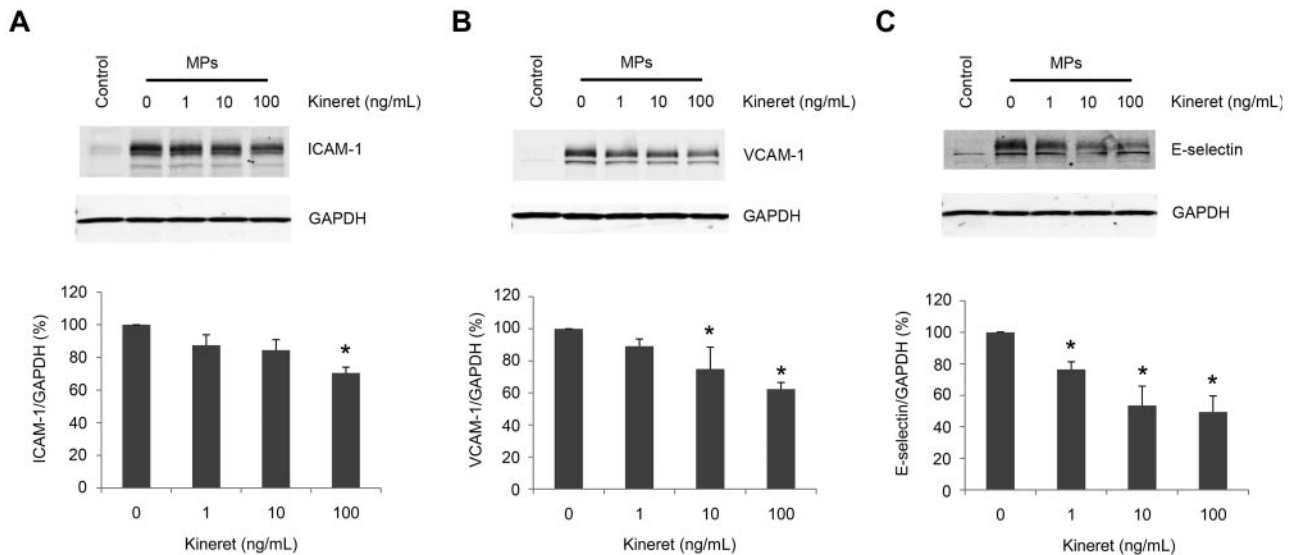 A
Control
MPs
0 1 10 100 Kineret (ng/mL)
ICAM-1
GAPDH
120
100
80
60
40
20
0
ICAM-1/GAPDH (%)
*
0 1 10 100
Kineret (ng/mL)
B
Control
MPs
0 1 10 100 Kineret (ng/mL)
VCAM-1
GAPDH
120
100
80
60
40
20
0
VCAM-1/GAPDH (%)
*
*
0 1 10 100
Kineret (ng/mL)
C
Control
MPs
0 1 10 100 Kineret (ng/mL)
E-selectin
GAPDH
120
100
80
60
40
20
0
E-selectin/GAPDH (%)
*
*
*
0 1 10 100
Kineret (ng/mL)